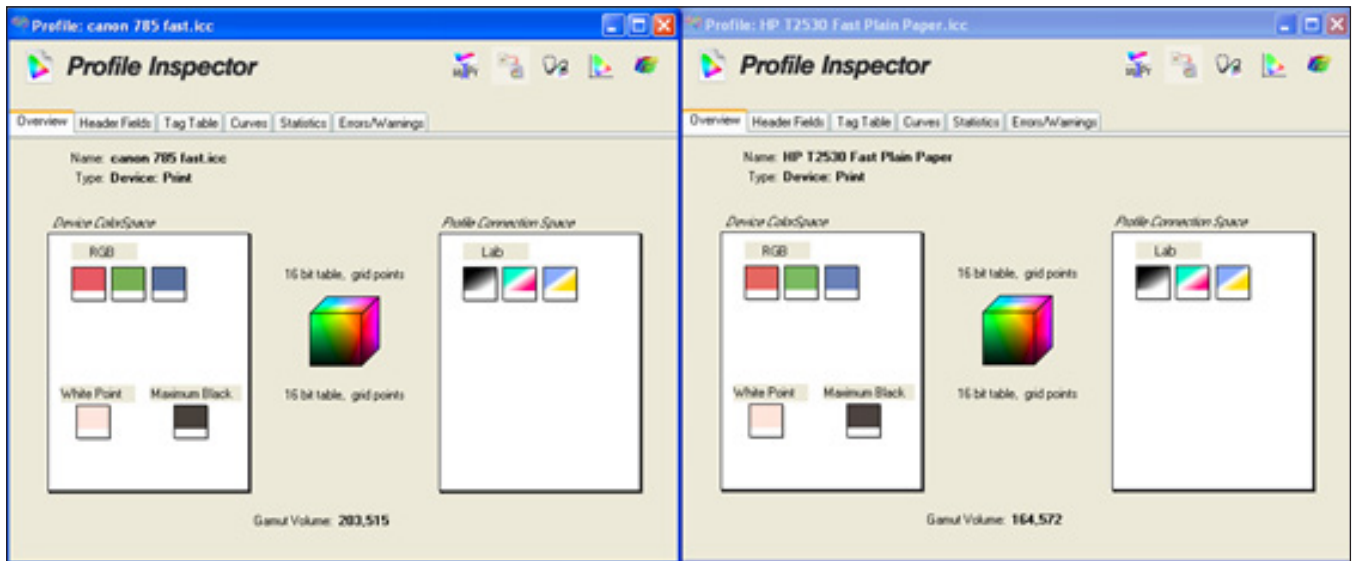 Profile: canon 785 fast.icc
Profile Inspector
Overview Header Fields Tag Table Curves Statistics Errors/Warnings
Name: canon 785 fast.icc
Type: Device: Print
Device ColorSpace
Profile Connection Space
RGB
Lab
16 bit table, grid points
White Point
Maximum Black
16 bit table, grid points
Gamut Volume: 203,515
Profile: HP T2530 Fast Plain Paper.icc
Profile Inspector
Overview Header Fields Tag Table Curves Statistics Errors/Warnings
Name: HP T2530 Fast Plain Paper
Type: Device: Print
Device ColorSpace
Profile Connection Space
RGB
Lab
16 bit table, grid points
White Point
Maximum Black
16 bit table, grid points
Gamut Volume: 164,572